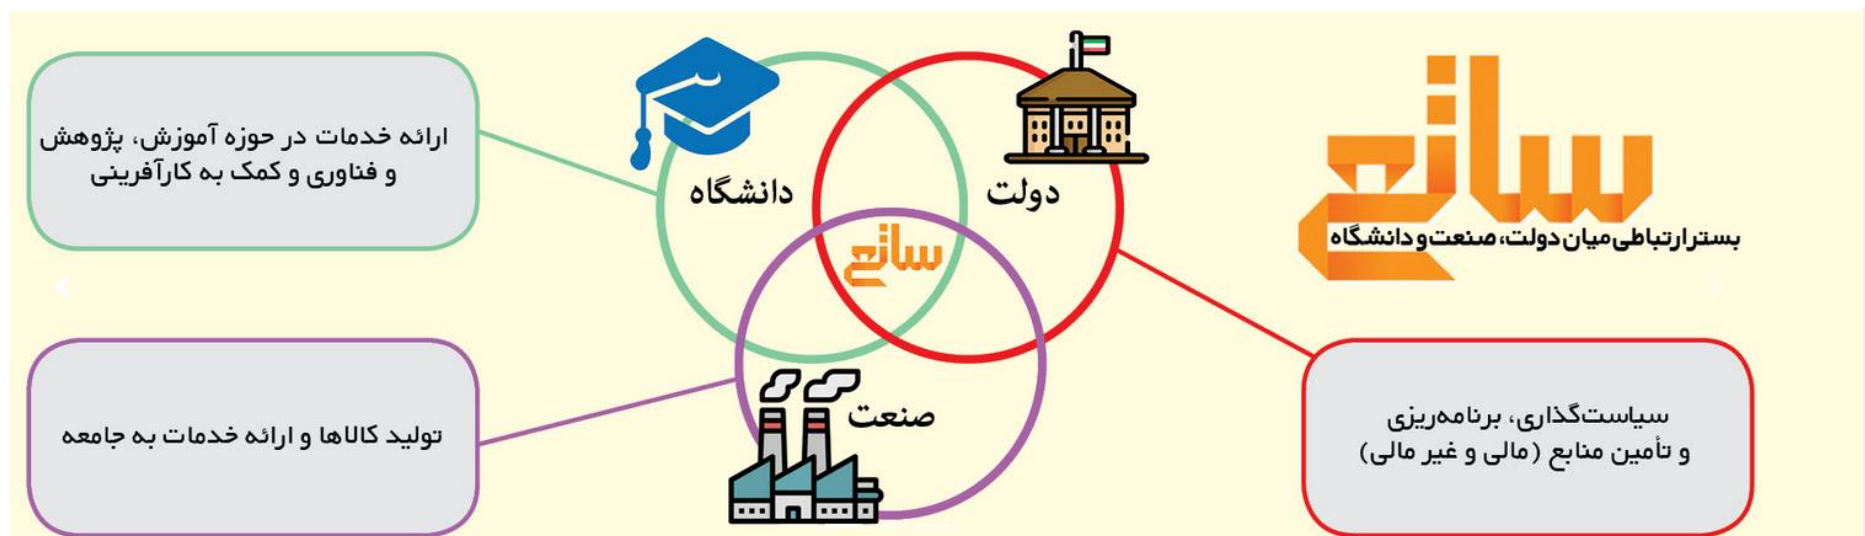 ساتع
بستر ارتباطی میان دولت، صنعت و دانشگاه
دولت
دانشگاه
ساتع
صنعت
ارائه خدمات در حوزه آموزش، پژوهش
و فناوری و کمک به کارآفرینی
سیاست‌گذاری، برنامه‌ریزی
و تأمین منابع (مالی و غیر مالی)
تولید کالاها و ارائه خدمات به جامعه